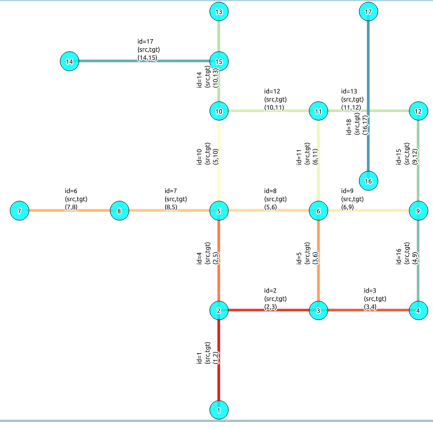 13
17
id=17
(src,tgt)
(14,15)
14
15
id=14
(src,tgt)
(10,13)
id=12
(src,tgt)
(10,11)
id=13
(src,tgt)
(11,12)
10
11
12
id=18
(src,tgt)
(16,17)
id=10
(src,tgt)
(5,10)
id=11
(src,tgt)
(6,11)
id=15
(src,tgt)
(9,12)
16
id=6
(src,tgt)
(7,8)
id=7
(src,tgt)
(8,5)
id=8
(src,tgt)
(5,6)
id=9
(src,tgt)
(6,9)
7
8
5
6
9
id=4
(src,tgt)
(2,5)
id=5
(src,tgt)
(3,6)
id=16
(src,tgt)
(4,9)
id=2
(src,tgt)
(2,3)
id=3
(src,tgt)
(3,4)
2
3
4
id=1
(src,tgt)
(1,2)
1